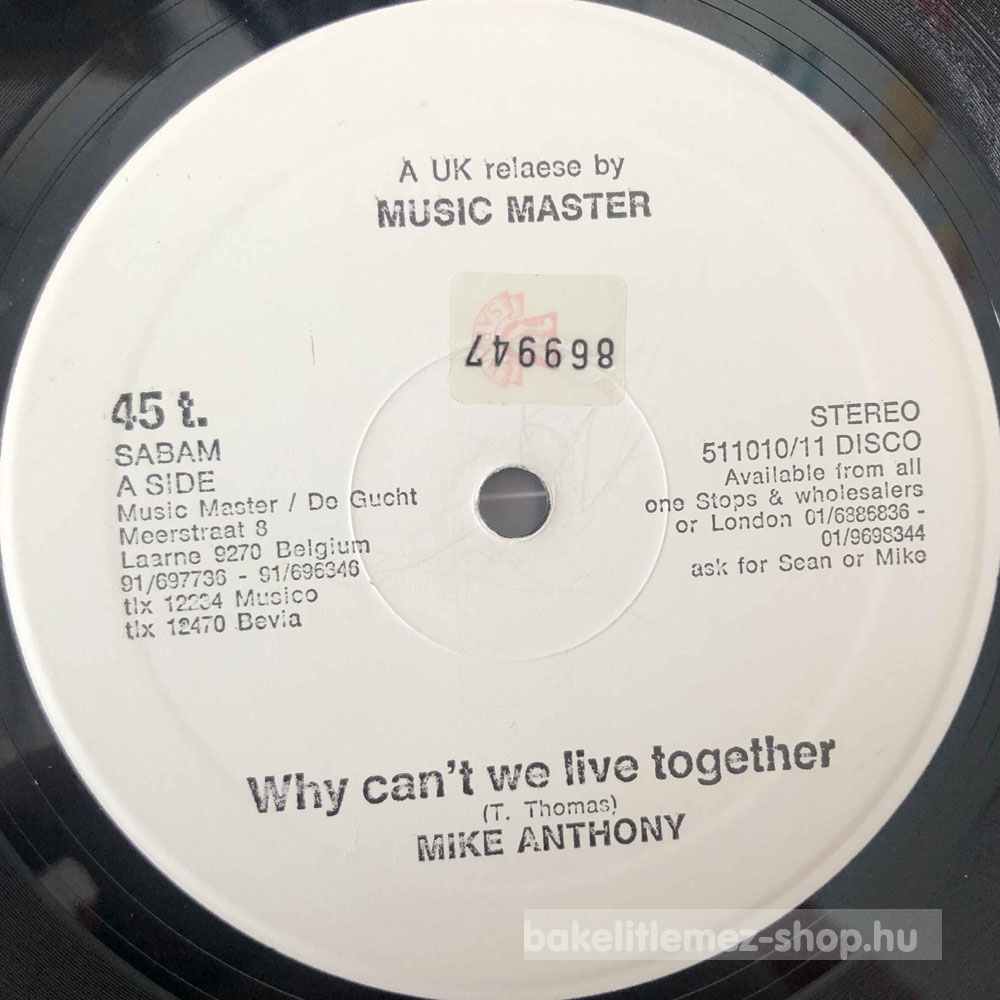 A UK relaese by
MUSIC MASTER
869947
45 t.
SABAM
A SIDE
Music Master / De Gucht
Meerstraat 8
Laarne 9270 Belgium
91/697736 - 91/696346
tlx 12234 Musico
tlx 12470 Bevia
STEREO
511010/11 DISCO
Available from all
one Stops & wholesalers
or London 01/6386836 -
01/9698344
ask for Sean or Mike
Why can't we live together
(T. Thomas)
MIKE ANTHONY
bakelitlemez-shop.hu